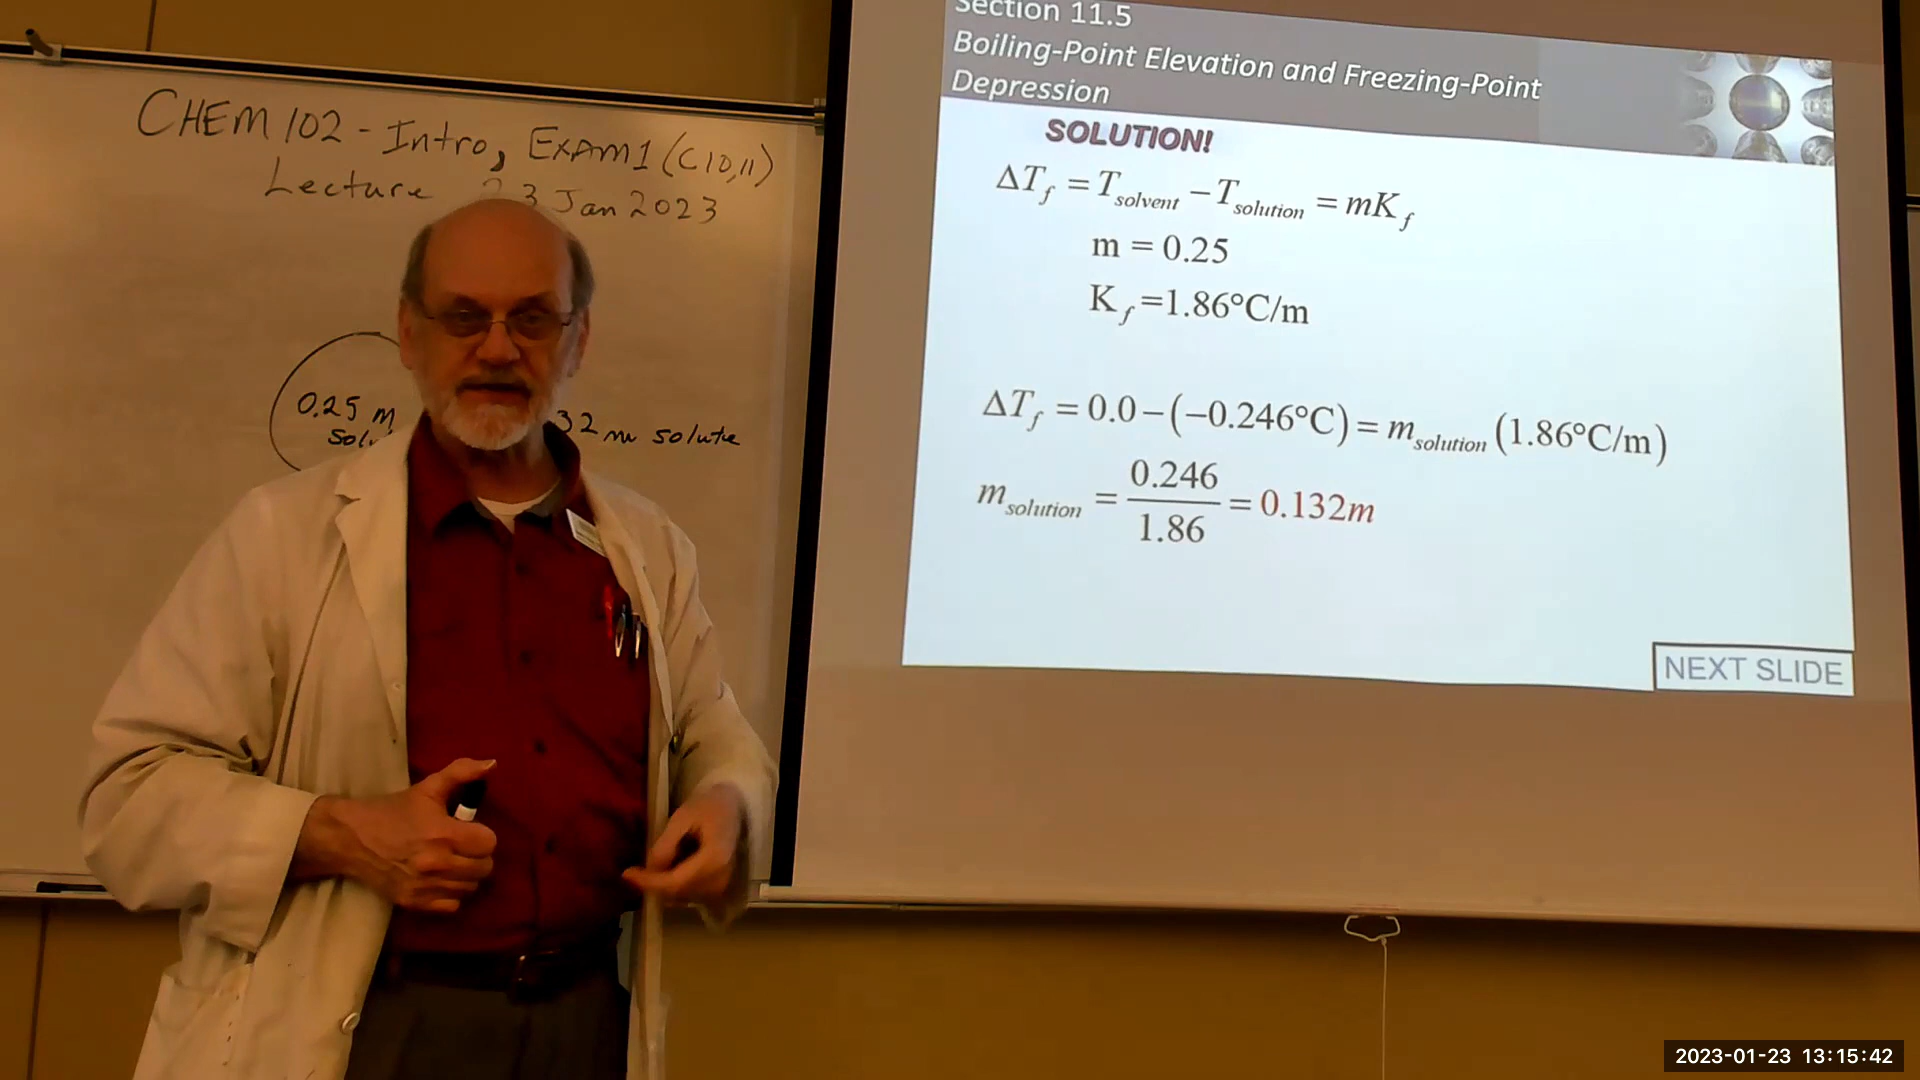 CHEM 102 - Intro, EXAM 1 (C10,11)
Lecture 23 Jan 2023
0.25 m
32 m solute
Section 11.5
Boiling-Point Elevation and Freezing-Point
Depression
SOLUTION!
ΔT_f = T_solvent − T_solution = mK_f
m = 0.25
K_f =1.86°C/m
ΔT_f = 0.0−(−0.246°C) = m_solution (1.86°C/m)
m_solution = 0.246/1.86 = 0.132m
NEXT SLIDE
2023-01-23 13:15:42